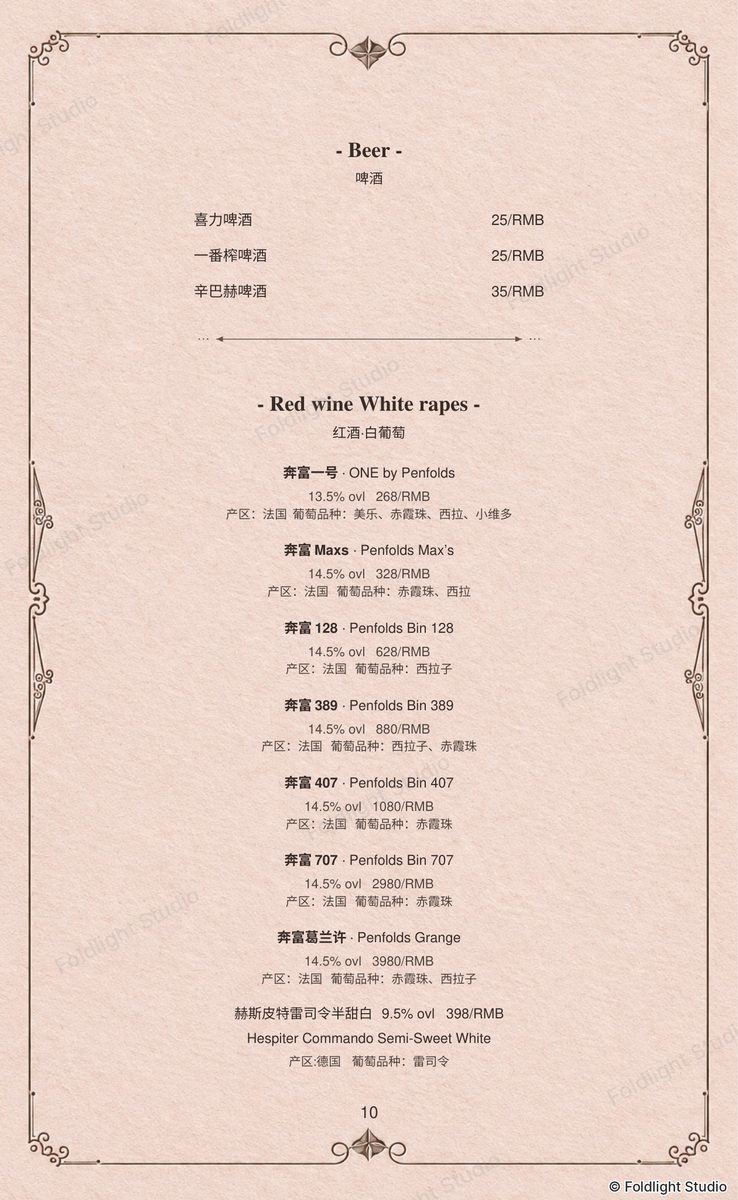 - Beer -
啤酒
喜力啤酒 25/RMB
一番榨啤酒 25/RMB
辛巴赫啤酒 35/RMB
- Red wine White rapes -
红酒·白葡萄
奔富一号 · ONE by Penfolds
13.5% ovl 268/RMB
产区：法国 葡萄品种：美乐、赤霞珠、西拉、小维多
奔富 Maxs · Penfolds Max’s
14.5% ovl 328/RMB
产区：法国 葡萄品种：赤霞珠、西拉
奔富 128 · Penfolds Bin 128
14.5% ovl 628/RMB
产区：法国 葡萄品种：西拉子
奔富 389 · Penfolds Bin 389
14.5% ovl 880/RMB
产区：法国 葡萄品种：西拉子、赤霞珠
奔富 407 · Penfolds Bin 407
14.5% ovl 1080/RMB
产区：法国 葡萄品种：赤霞珠
奔富 707 · Penfolds Bin 707
14.5% ovl 2980/RMB
产区：法国 葡萄品种：赤霞珠
奔富葛兰许 · Penfolds Grange
14.5% ovl 3980/RMB
产区：法国 葡萄品种：赤霞珠、西拉子
赫斯皮特雷司令半甜白 9.5% ovl 398/RMB
Hespiter Commando Semi-Sweet White
产区:德国 葡萄品种：雷司令
10
© Foldlight Studio